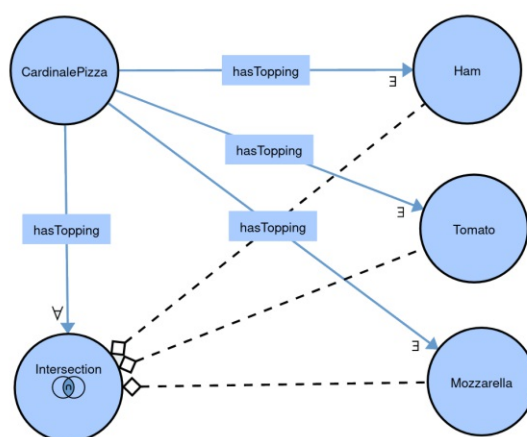 CardinalePizza
hasTopping
Ǝ
Ham
hasTopping
Ǝ
Tomato
hasTopping
hasTopping
∀
Ǝ
Intersection
∩
Mozzarella